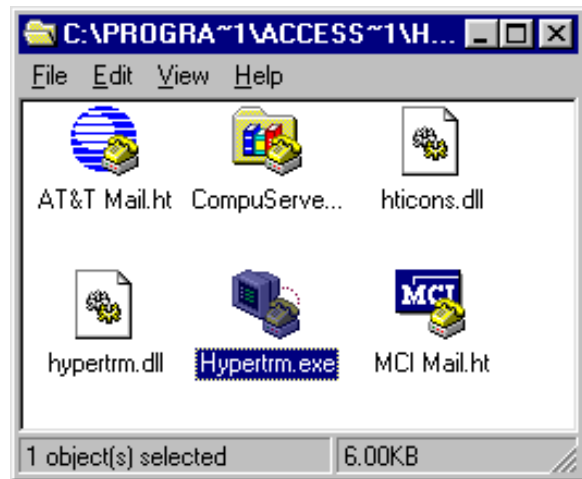 C:\PROGRA~1\ACCESS~1\H...
File Edit View Help
AT&T Mail.ht CompuServe... hticons.dll
MCI
hypertrm.dll Hypertrm.exe MCI Mail.ht
1 object(s) selected 6.00KB